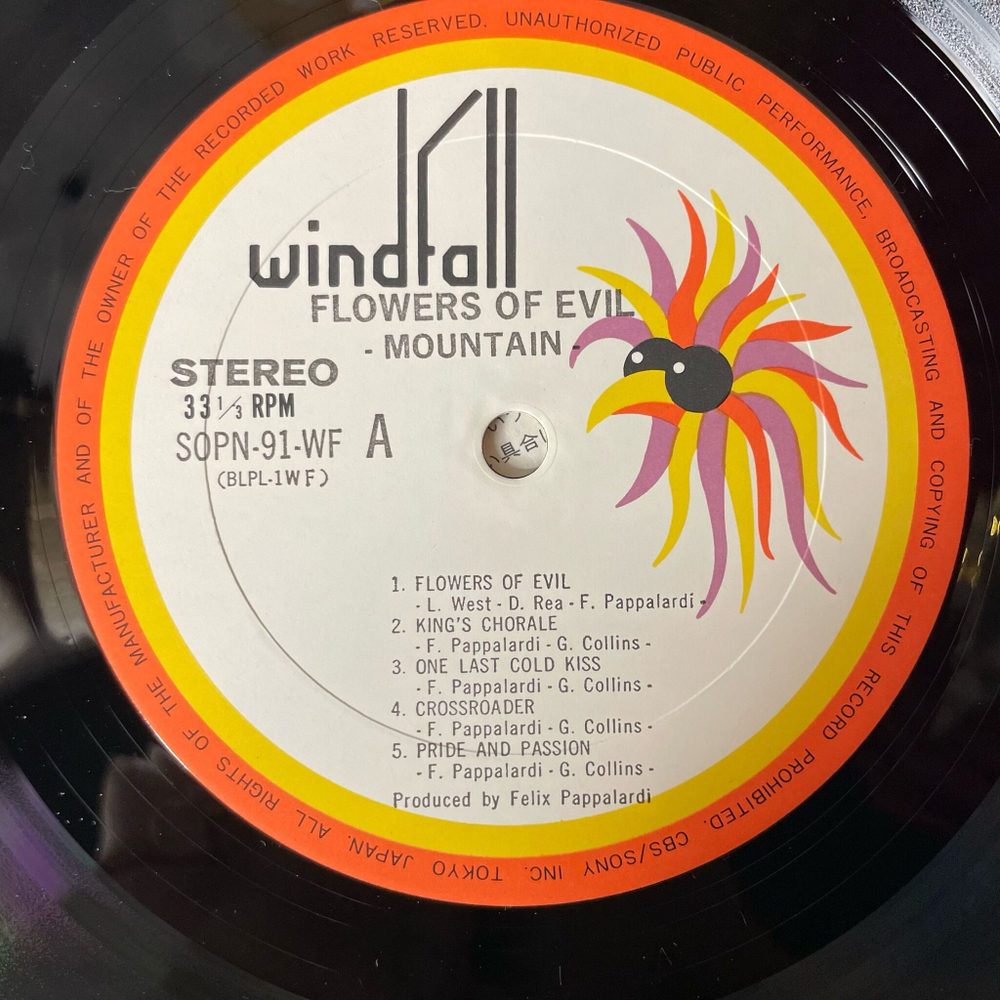 windfall
FLOWERS OF EVIL
- MOUNTAIN -
STEREO
33 1/3 RPM
SOPN-91-WF A
(BLPL-1WF)
1. FLOWERS OF EVIL
- L. West - D. Rea - F. Pappalardi -
2. KING'S CHORALE
- F. Pappalardi - G. Collins -
3. ONE LAST COLD KISS
- F. Pappalardi - G. Collins -
4. CROSSROADER
- F. Pappalardi - G. Collins -
5. PRIDE AND PASSION
- F. Pappalardi - G. Collins -
Produced by Felix Pappalardi
ALL RIGHTS OF THE MANUFACTURER AND OF THE OWNER OF THE RECORDED WORK RESERVED. UNAUTHORIZED PUBLIC PERFORMANCE, BROADCASTING AND COPYING OF THIS RECORD PROHIBITED. CBS/SONY INC. TOKYO JAPAN.